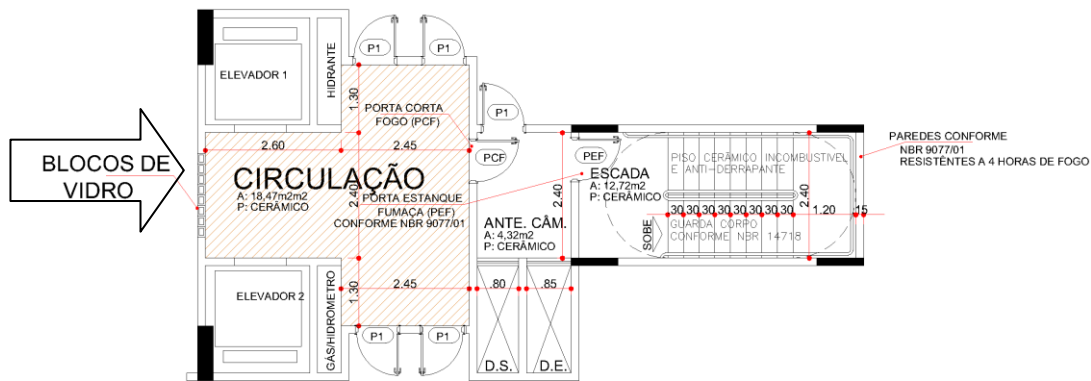 P1
P1
ELEVADOR 1
HIDRANTE
1.30
PORTA CORTA
FOGO (PCF)
P1
BLOCOS DE
VIDRO
2.60
2.45
PCF
PEF
PAREDES CONFORME
NBR 9077/01
RESISTÊNTES A 4 HORAS DE FOGO
CIRCULAÇÃO
A: 18,47m2m2
P: CERÂMICO
2.40
PORTA ESTANQUE
FUMAÇA (PEF)
CONFORME NBR 9077/01
ESCADA
A: 12,72m2
P: CERÂMICO
PISO CERÂMICO INCOMBUSTIVEL
E ANTI-DERRAPANTE
2.40
2.40
ANTE. CÂM.
A: 4,32m2
P: CERÂMICO
30 30 30 30 30 30 30 30
1.20
15
SOBE
GUARDA CORPO
CONFORME NBR 14718
ELEVADOR 2
GÁS/HIDROMETRO
1.30
2.45
.80
.85
P1
P1
D.S.
D.E.